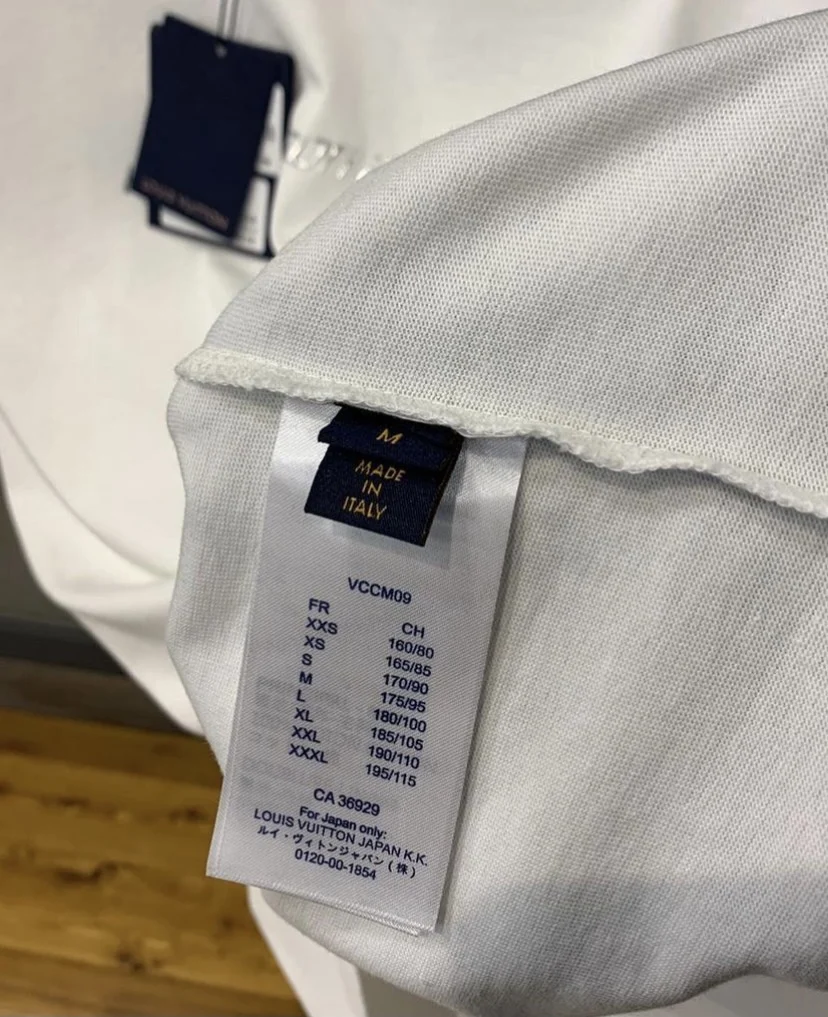 LOUIS VUITTON
M
MADE
IN
ITALY
VCCM09
FR CH
XXS 160/80
XS 165/85
S 170/90
M 175/95
L 180/100
XL 185/105
XXL 190/110
XXXL 195/115
CA 36929
For Japan only:
LOUIS VUITTON JAPAN K.K.
ルイ・ヴィトンジャパン(株)
0120-00-1854